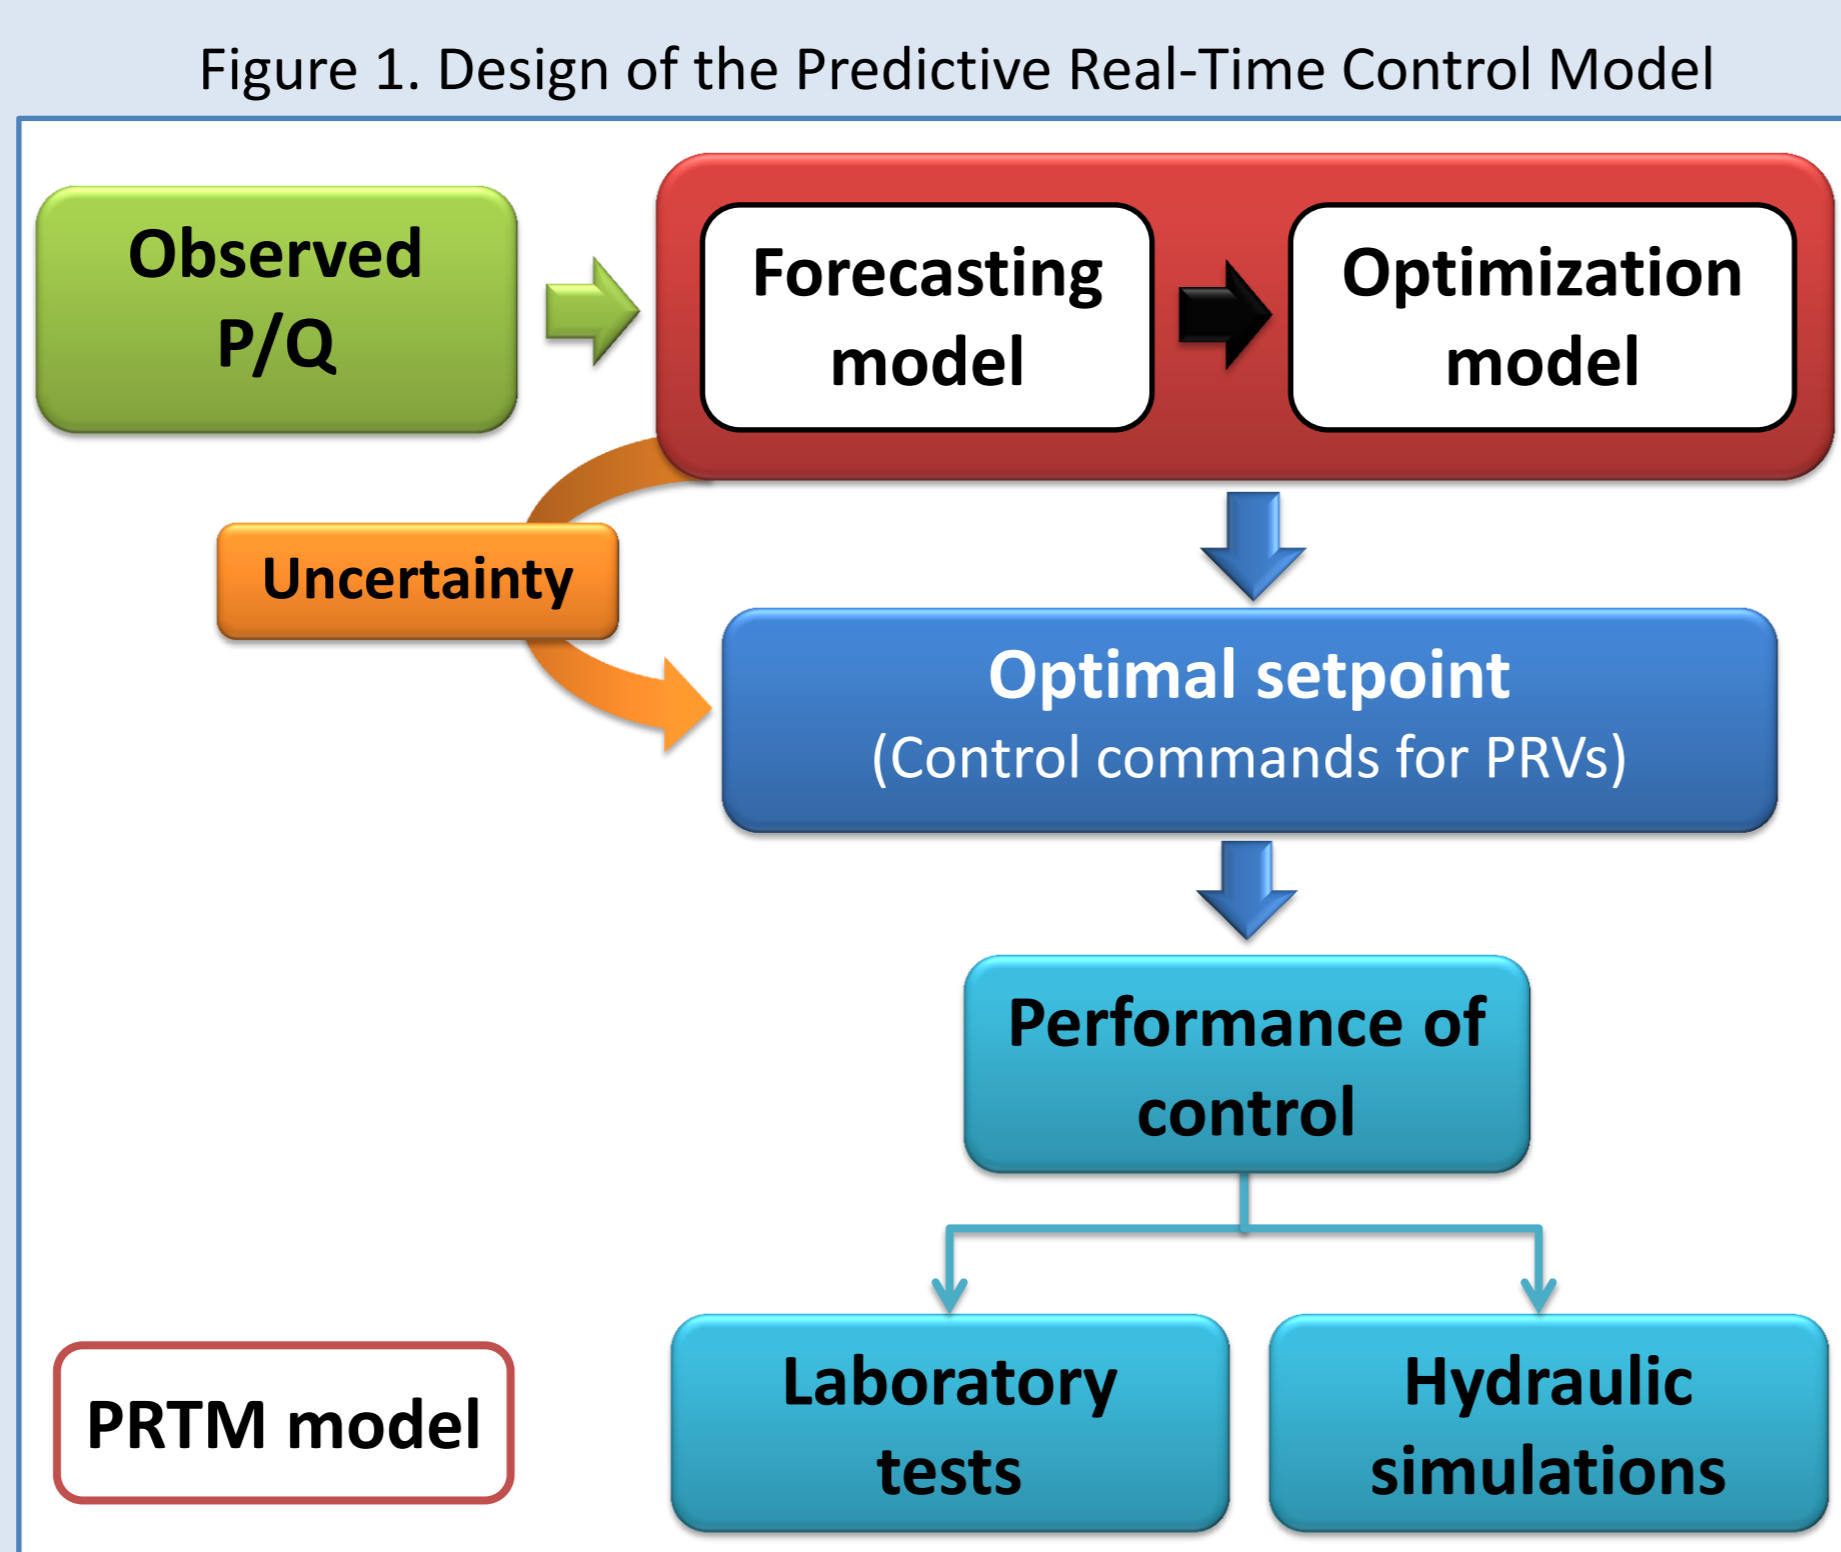 Figure 1. Design of the Predictive Real-Time Control Model
Observed
P/Q
Forecasting
model
Optimization
model
Uncertainty
Optimal setpoint
(Control commands for PRVs)
Performance of
control
Laboratory
tests
Hydraulic
simulations
PRTM model